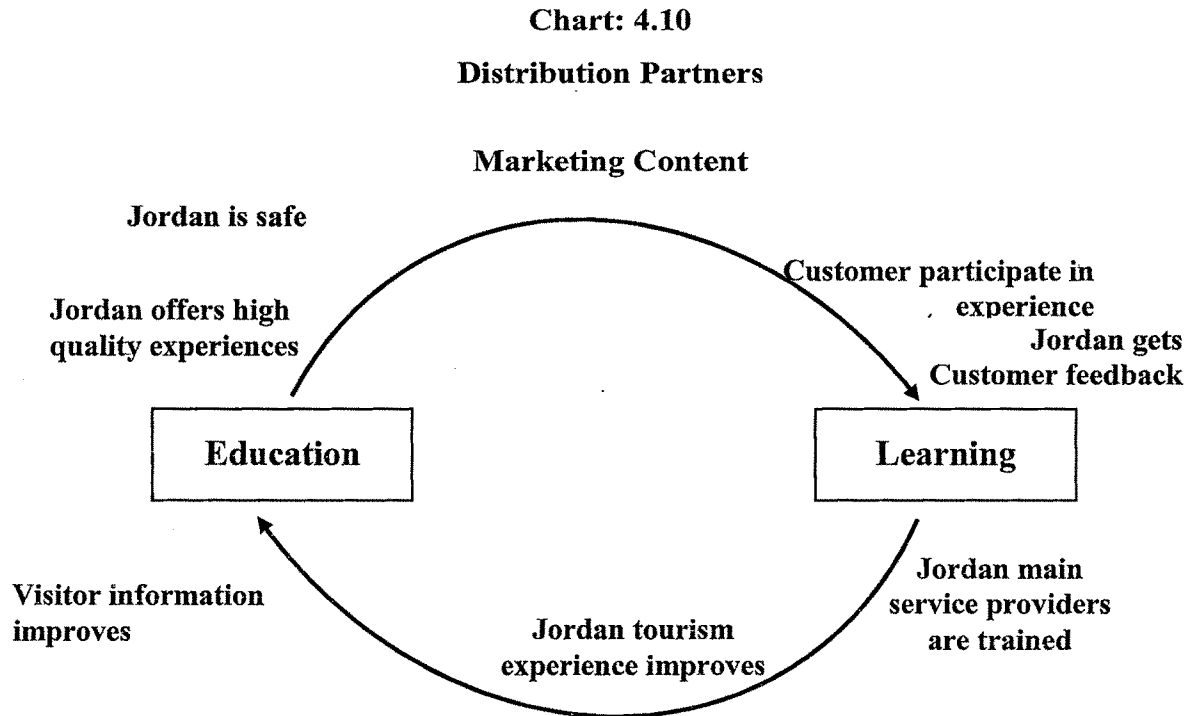 Chart: 4.10
Distribution Partners
Marketing Content
Jordan is safe
Customer participate in
experience
Jordan offers high
quality experiences
Jordan gets
Customer feedback
Education
Learning
Jordan main
service providers
are trained
Visitor information
improves
Jordan tourism
experience improves